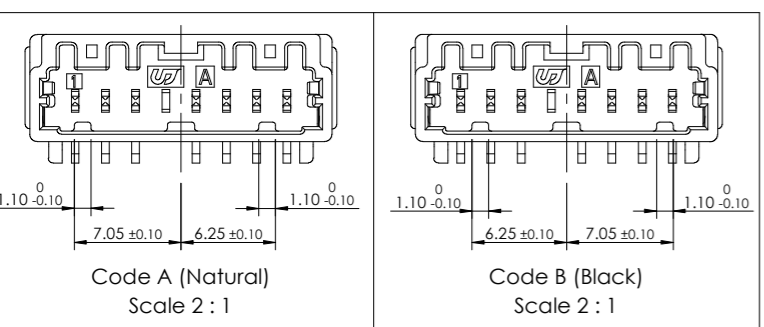 1 UJ A
0
1.10 -0.10
0
1.10 -0.10
7.05 ±0.10
6.25 ±0.10
Code A (Natural)
Scale 2 : 1
1 UJ A
0
1.10 -0.10
0
1.10 -0.10
6.25 ±0.10
7.05 ±0.10
Code B (Black)
Scale 2 : 1